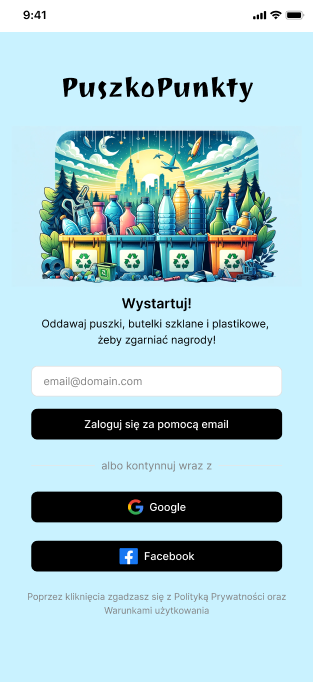 9:41
PuszkoPunkty
Wystartuj!
Oddawaj puszki, butelki szklane i plastikowe,
żeby zgarniać nagrody!
email@domain.com
Zaloguj się za pomocą email
albo kontynnuj wraz z
Google
Facebook
Poprzez kliknięcia zgadzasz się z Polityką Prywatności oraz
Warunkami użytkowania